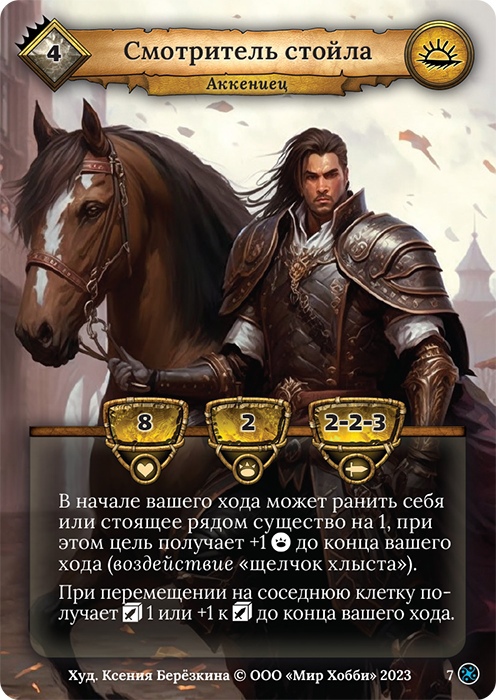 4
Смотритель стойла
Аккениец
8
2
2-2-3
В начале вашего хода может ранить себя
или стоящее рядом существо на 1, при
этом цель получает +1 до конца вашего
хода (воздействие «щелчок хлыста»).
При перемещении на соседнюю клетку по-
лучает 1 или +1 к до конца вашего хода.
Худ. Ксения Берёзкина © ООО «Мир Хобби» 2023
7